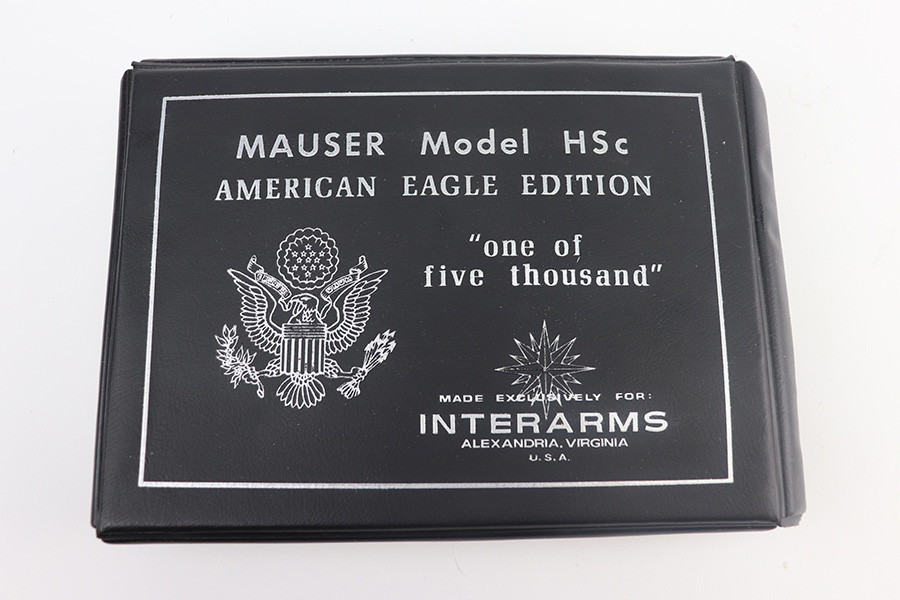 MAUSER Model HSc
AMERICAN EAGLE EDITION
"one of
five thousand"
MADE EXCLUSIVELY FOR:
INTERARMS
ALEXANDRIA, VIRGINIA
U.S.A.